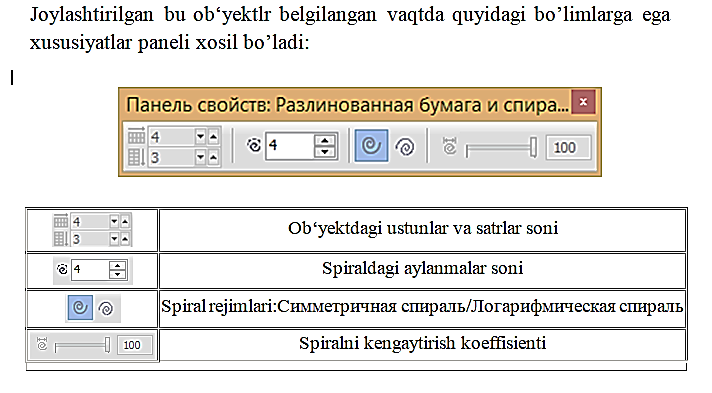 Joylashtirilgan bu ob‘yektlr belgilangan vaqtda quyidagi bo’limlarga ega
xususiyatlar paneli xosil bo’ladi:
Панель свойств: Разлинованная бумага и спира... x
4
3
4
100
4
3
Ob‘yektdagi ustunlar va satrlar soni
4
Spiraldagi aylanmalar soni
Spiral rejimlari:Симметричная спираль/Логарифмическая спираль
100
Spiralni kengaytirish koeffisienti